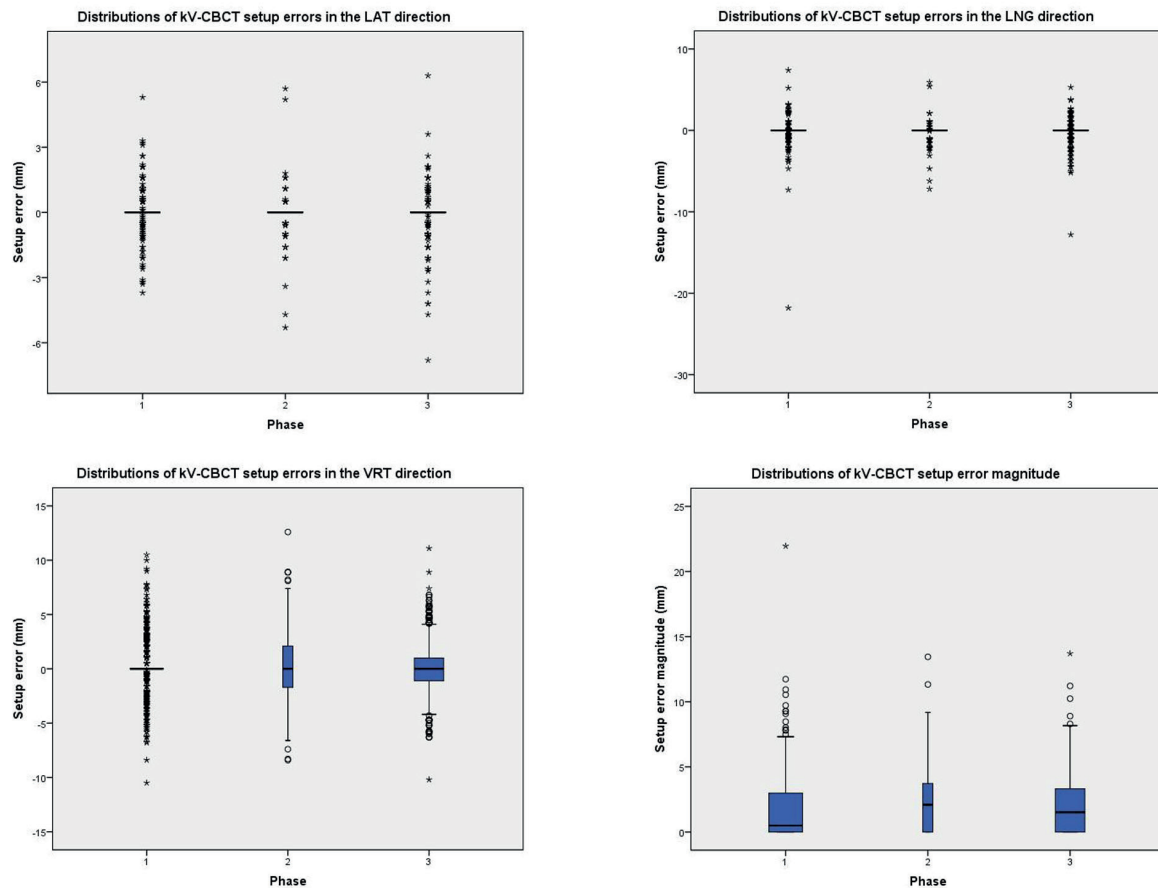 Distributions of kV-CBCT setup errors in the LAT direction
Setup error (mm)
6
3
0
-3
-6
1 2 3
Phase
Distributions of kV-CBCT setup errors in the LNG direction
Setup error (mm)
10
0
-10
-20
-30
1 2 3
Phase
Distributions of kV-CBCT setup errors in the VRT direction
Setup error (mm)
15
10
5
0
-5
-10
-15
1 2 3
Phase
Distributions of kV-CBCT setup error magnitude
Setup error magnitude (mm)
25
20
15
10
5
0
1 2 3
Phase